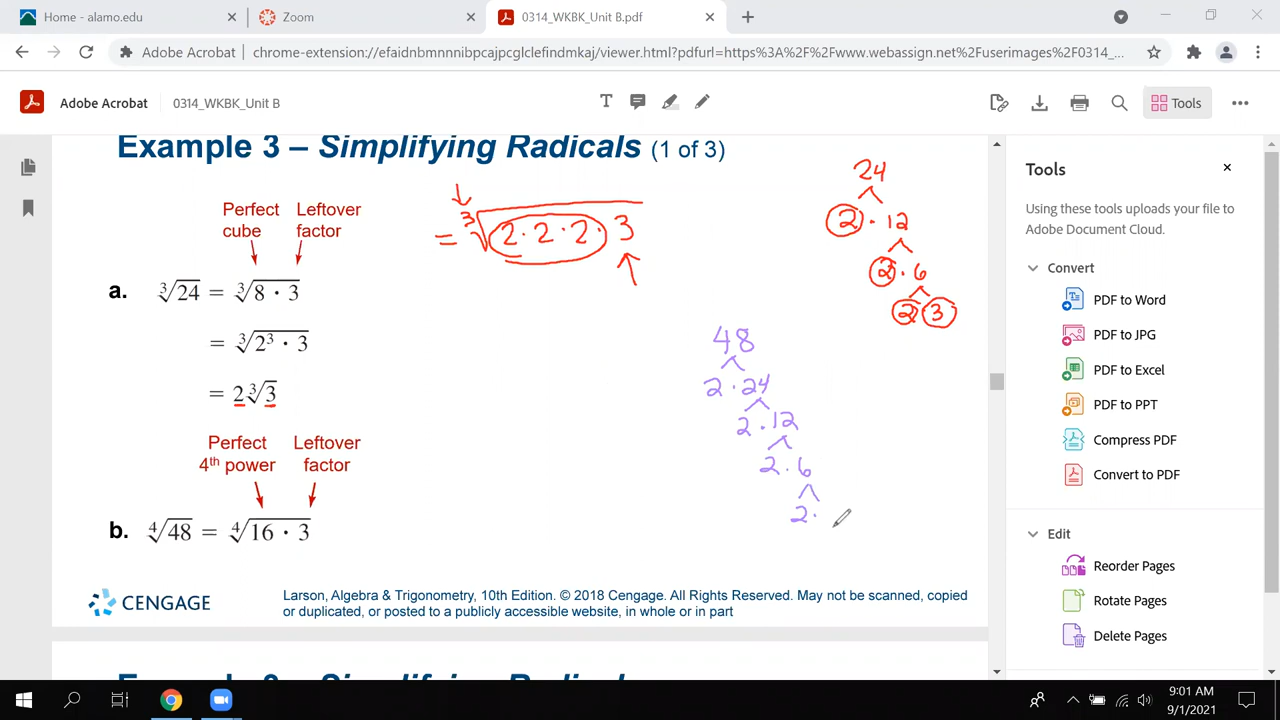 Home - alamo.edu
Zoom
0314_WKBK_Unit B.pdf
Adobe Acrobat
chrome-extension://efaidnbmnnnibpcajpcglclefindmkaj/viewer.html?pdfurl=https%3A%2F%2Fwww.webassign.net%2Fuserimages%2F0314_...
Adobe Acrobat
0314_WKBK_Unit B
Tools
Example 3 – Simplifying Radicals (1 of 3)
Perfect cube
Leftover factor
= ∛2·2·2·3
a. ∛24 = ∛8 · 3
= ∛2³ · 3
= 2∛3
Perfect 4th power
Leftover factor
b. ∜48 = ∜16 · 3
24
2 · 12
2 · 6
2 · 3
48
2 · 24
2 · 12
2 · 6
2 ·
CENGAGE
Larson, Algebra & Trigonometry, 10th Edition. © 2018 Cengage. All Rights Reserved. May not be scanned, copied
or duplicated, or posted to a publicly accessible website, in whole or in part
Tools
Using these tools uploads your file to
Adobe Document Cloud.
Convert
PDF to Word
PDF to JPG
PDF to Excel
PDF to PPT
Compress PDF
Convert to PDF
Edit
Reorder Pages
Rotate Pages
Delete Pages
9:01 AM
9/1/2021